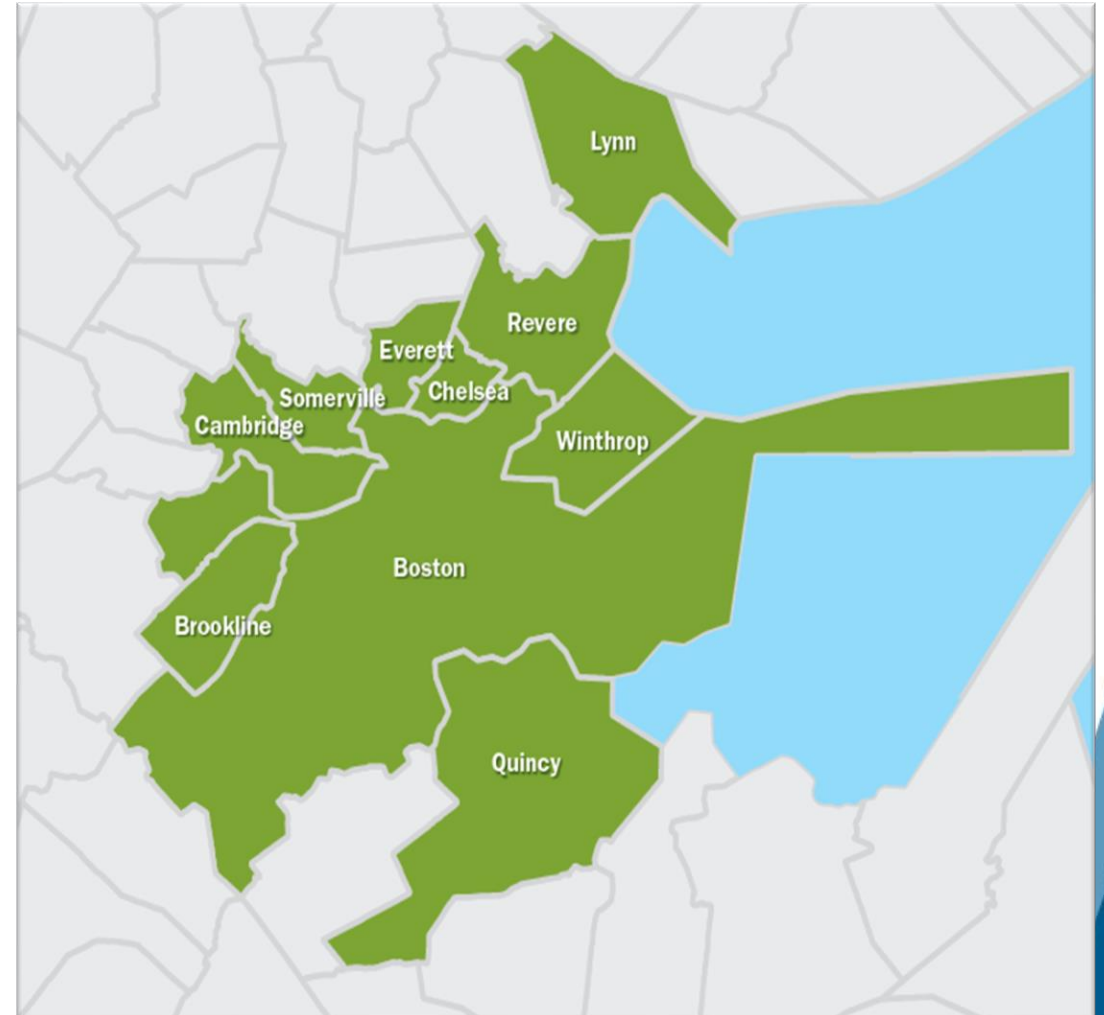 Lynn
Revere
Everett
Chelsea
Somerville
Cambridge
Winthrop
Boston
Brookline
Quincy